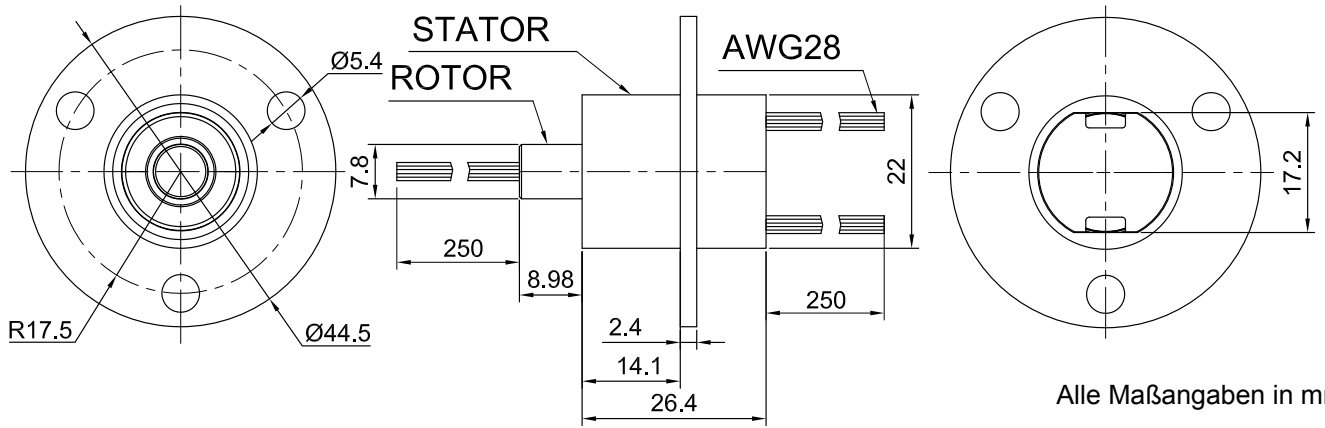 STATOR
ROTOR
AWG28
Ø5.4
7.8
250
8.98
22
17.2
R17.5
Ø44.5
2.4
14.1
26.4
250
Alle Maßangaben in m